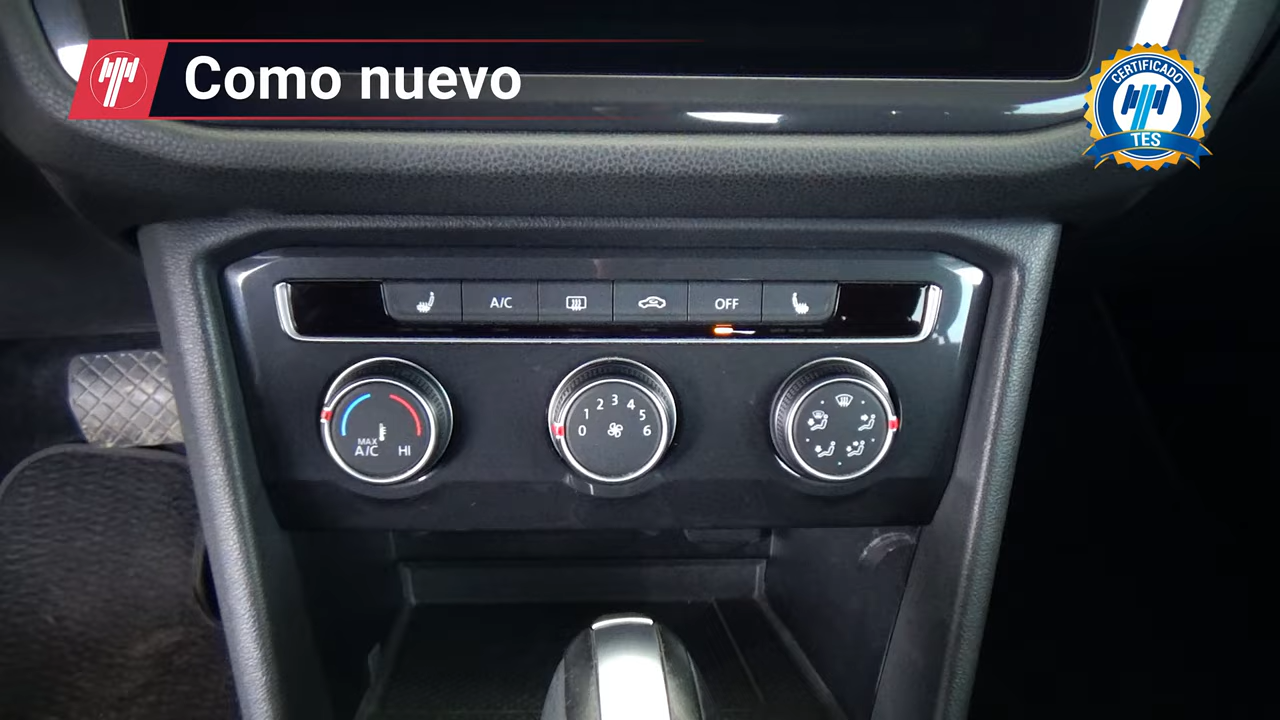 Como nuevo
CERTIFICADO
TES
A/C
OFF
MAX
A/C
HI
0 1 2 3 4 5 6